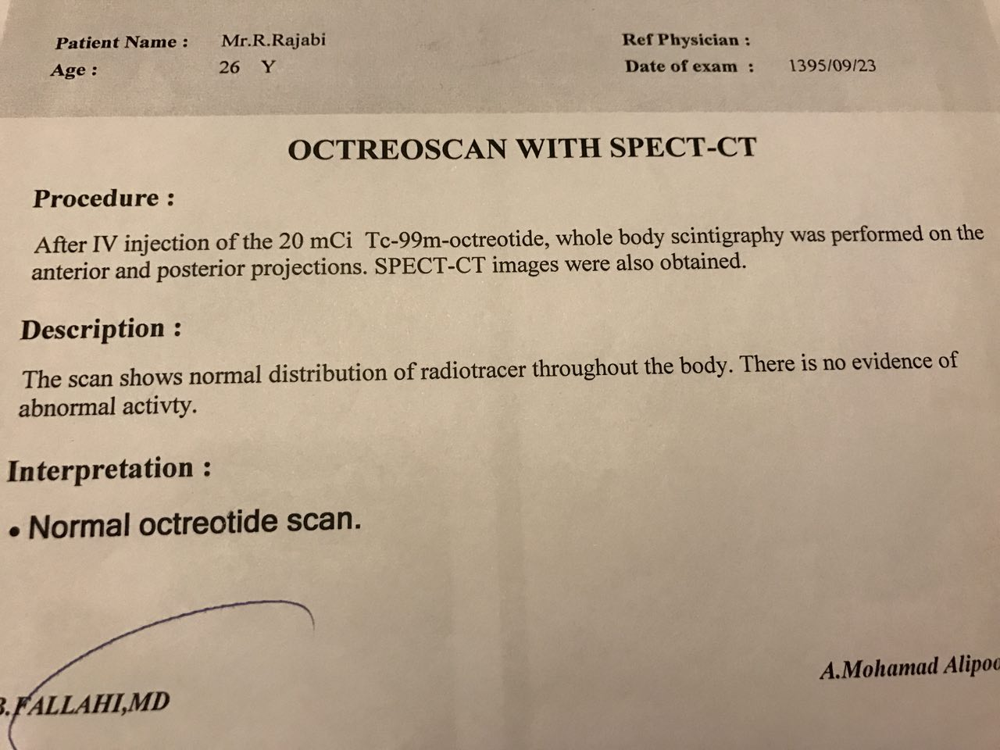 Patient Name : Mr.R.Rajabi Ref Physician :
Age : 26 Y Date of exam : 1395/09/23
OCTREOSCAN WITH SPECT-CT
Procedure :
After IV injection of the 20 mCi Tc-99m-octreotide, whole body scintigraphy was performed on the
anterior and posterior projections. SPECT-CT images were also obtained.
Description :
The scan shows normal distribution of radiotracer throughout the body. There is no evidence of
abnormal activty.
Interpretation :
• Normal octreotide scan.
A.Mohamad
FALLAHI,MD